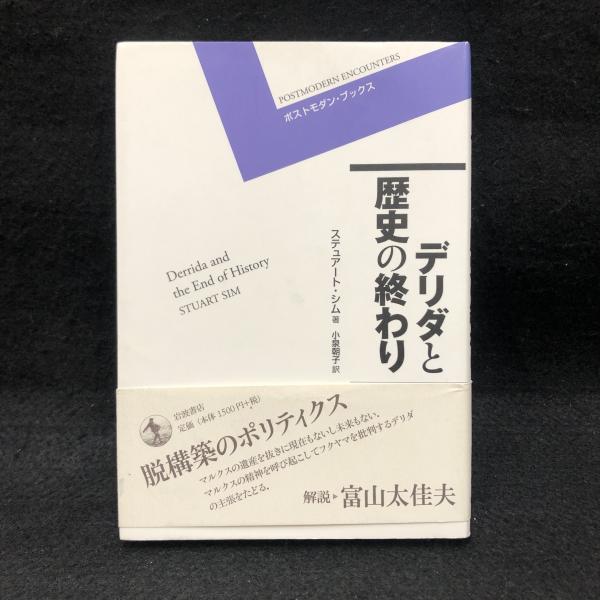 POSTMODERN ENCOUNTERS
ポストモダン・ブックス
デリダと
歴史の終わり
ステュアート・シム 著
小泉朝子 訳
Derrida and
the End of History
STUART SIM
岩波書店
定価(本体1500円+税)
脱構築のポリティクス
マルクスの遺産を抜きに現在もないし未来もない.
マルクスの精神を呼び起こしてフクヤマを批判するデリダ
の主張をたどる.
解説▶富山太佳夫